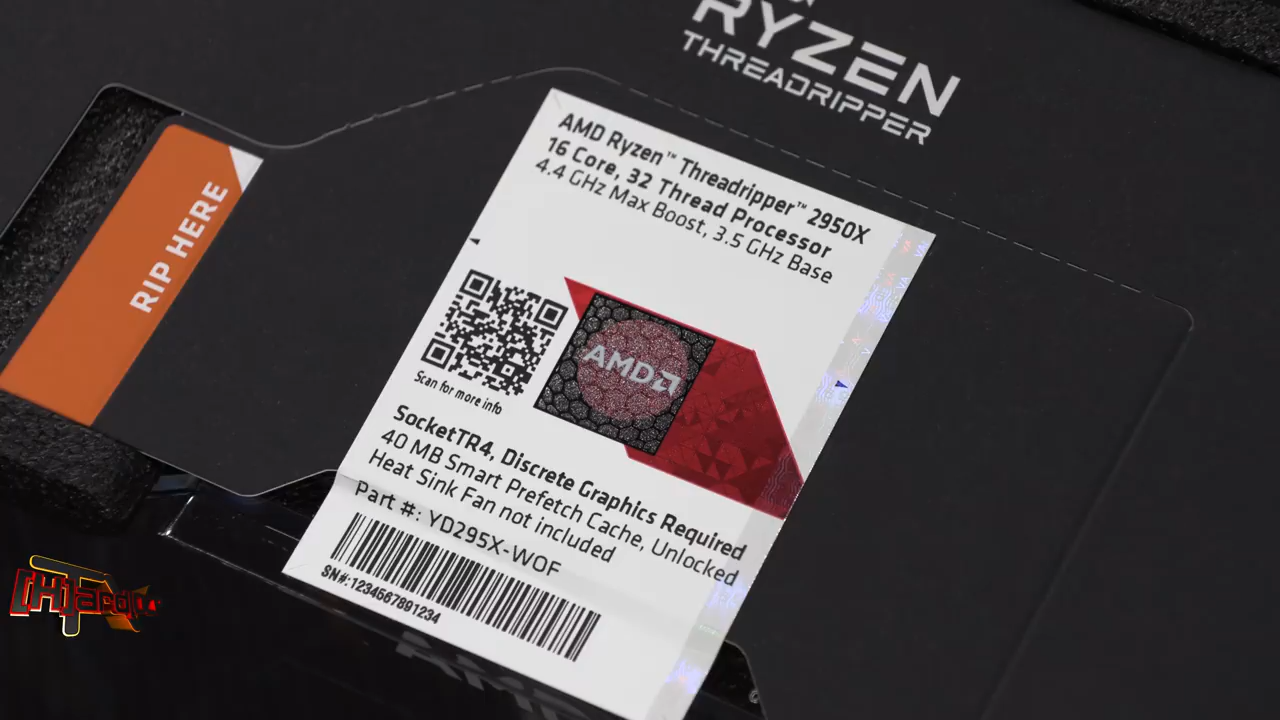 RYZEN
THREADRIPPER
RIP HERE
AMD Ryzen™ Threadripper™ 2950X
16 Core, 32 Thread Processor
4.4 GHz Max Boost, 3.5 GHz Base
AMD
Scan for more info
SocketTR4, Discrete Graphics Required
40 MB Smart Prefetch Cache, Unlocked
Heat Sink Fan not included
Part #: YD295X-WOF
SN#:1234567891234